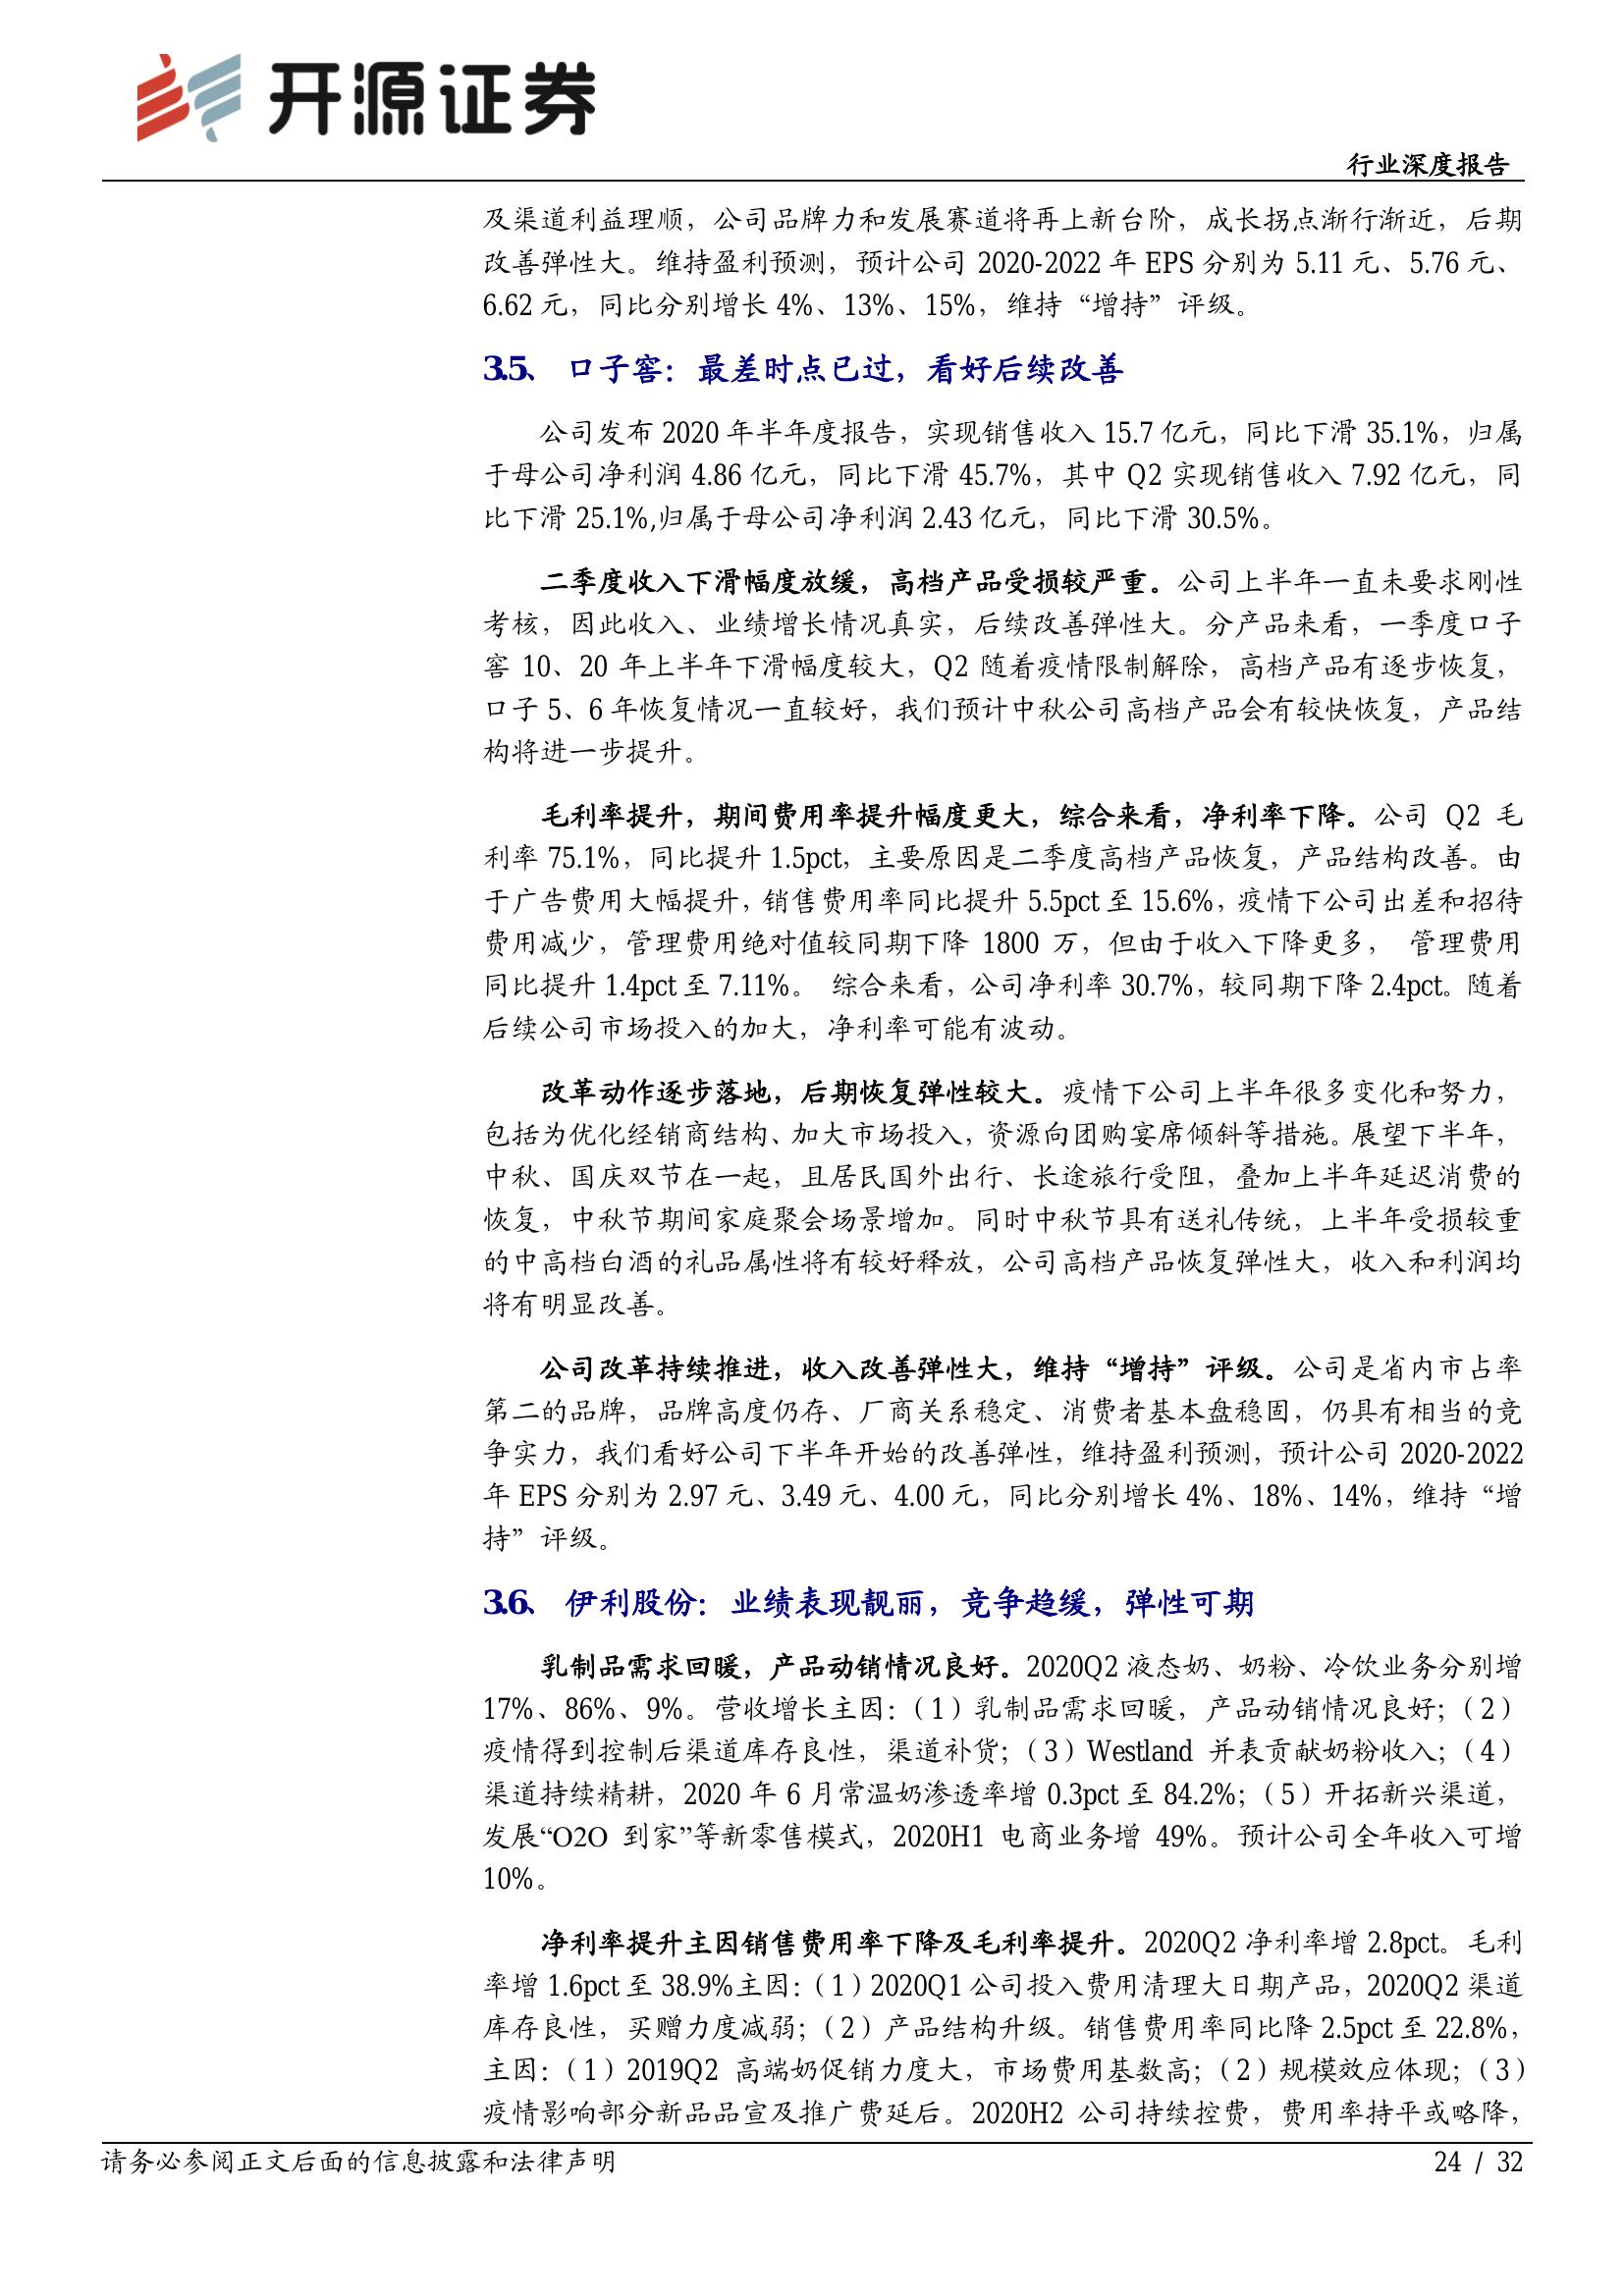 开源证券
行业深度报告
及渠道利益理顺，公司品牌力和发展赛道将再上新台阶，成长拐点渐行渐近，后期
改善弹性大。维持盈利预测，预计公司 2020-2022 年 EPS 分别为 5.11 元、5.76 元、
6.62 元，同比分别增长 4%、13%、15%，维持“增持”评级。
3.5、 口子窖：最差时点已过，看好后续改善
公司发布 2020 年半年度报告，实现销售收入 15.7 亿元，同比下滑 35.1%，归属
于母公司净利润 4.86 亿元，同比下滑 45.7%，其中 Q2 实现销售收入 7.92 亿元，同
比下滑 25.1%,归属于母公司净利润 2.43 亿元，同比下滑 30.5%。
二季度收入下滑幅度放缓，高档产品受损较严重。公司上半年一直未要求刚性
考核，因此收入、业绩增长情况真实，后续改善弹性大。分产品来看，一季度口子
窖 10、20 年上半年下滑幅度较大，Q2 随着疫情限制解除，高档产品有逐步恢复，
口子 5、6 年恢复情况一直较好，我们预计中秋公司高档产品会有较快恢复，产品结
构将进一步提升。
毛利率提升，期间费用率提升幅度更大，综合来看，净利率下降。公司 Q2 毛
利率 75.1%，同比提升 1.5pct，主要原因是二季度高档产品恢复，产品结构改善。由
于广告费用大幅提升，销售费用率同比提升 5.5pct 至 15.6%，疫情下公司出差和招待
费用减少，管理费用绝对值较同期下降 1800 万，但由于收入下降更多， 管理费用
同比提升 1.4pct 至 7.11%。 综合来看，公司净利率 30.7%，较同期下降 2.4pct。随着
后续公司市场投入的加大，净利率可能有波动。
改革动作逐步落地，后期恢复弹性较大。疫情下公司上半年很多变化和努力，
包括为优化经销商结构、加大市场投入，资源向团购宴席倾斜等措施。展望下半年，
中秋、国庆双节在一起，且居民国外出行、长途旅行受阻，叠加上半年延迟消费的
恢复，中秋节期间家庭聚会场景增加。同时中秋节具有送礼传统，上半年受损较重
的中高档白酒的礼品属性将有较好释放，公司高档产品恢复弹性大，收入和利润均
将有明显改善。
公司改革持续推进，收入改善弹性大，维持“增持”评级。公司是省内市占率
第二的品牌，品牌高度仍存、厂商关系稳定、消费者基本盘稳固，仍具有相当的竞
争实力，我们看好公司下半年开始的改善弹性，维持盈利预测，预计公司 2020-2022
年 EPS 分别为 2.97 元、3.49 元、4.00 元，同比分别增长 4%、18%、14%，维持“增
持”评级。
3.6、 伊利股份：业绩表现靓丽，竞争趋缓，弹性可期
乳制品需求回暖，产品动销情况良好。2020Q2 液态奶、奶粉、冷饮业务分别增
17%、86%、9%。营收增长主因：（1）乳制品需求回暖，产品动销情况良好；（2）
疫情得到控制后渠道库存良性，渠道补货；（3）Westland 并表贡献奶粉收入；（4）
渠道持续精耕，2020 年 6 月常温奶渗透率增 0.3pct 至 84.2%；（5）开拓新兴渠道，
发展“O2O 到家”等新零售模式，2020H1 电商业务增 49%。预计公司全年收入可增
10%。
净利率提升主因销售费用率下降及毛利率提升。2020Q2 净利率增 2.8pct。毛利
率增 1.6pct 至 38.9%主因：（1）2020Q1 公司投入费用清理大日期产品，2020Q2 渠道
库存良性，买赠力度减弱；（2）产品结构升级。销售费用率同比降 2.5pct 至 22.8%，
主因：（1）2019Q2 高端奶促销力度大，市场费用基数高；（2）规模效应体现；（3）
疫情影响部分新品品宣及推广费延后。2020H2 公司持续控费，费用率持平或略降，
请务必参阅正文后面的信息披露和法律声明
24 / 32